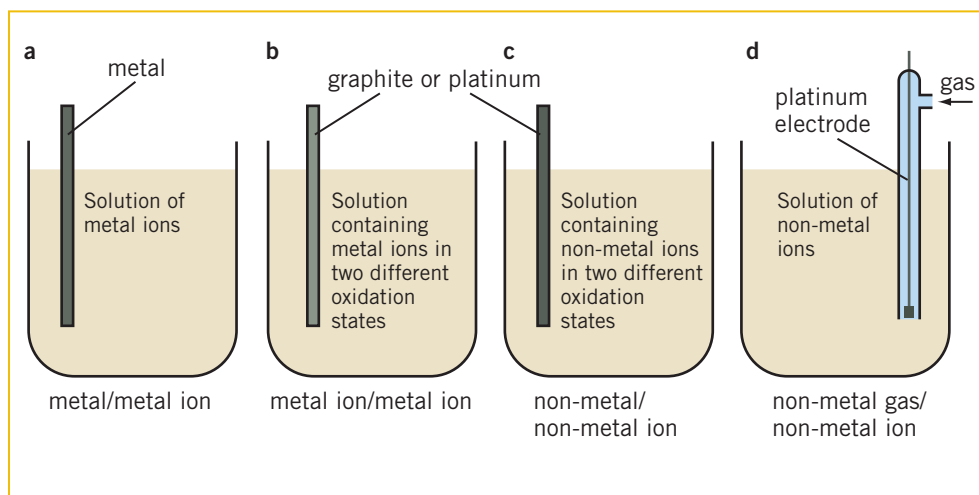 a
metal
Solution of
metal ions
metal/metal ion
b
graphite or platinum
Solution
containing
metal ions in
two different
oxidation
states
metal ion/metal ion
c
Solution
containing
non-metal ions
in two different
oxidation
states
non-metal/
non-metal ion
d
gas
platinum
electrode
Solution of
non-metal
ions
non-metal gas/
non-metal ion